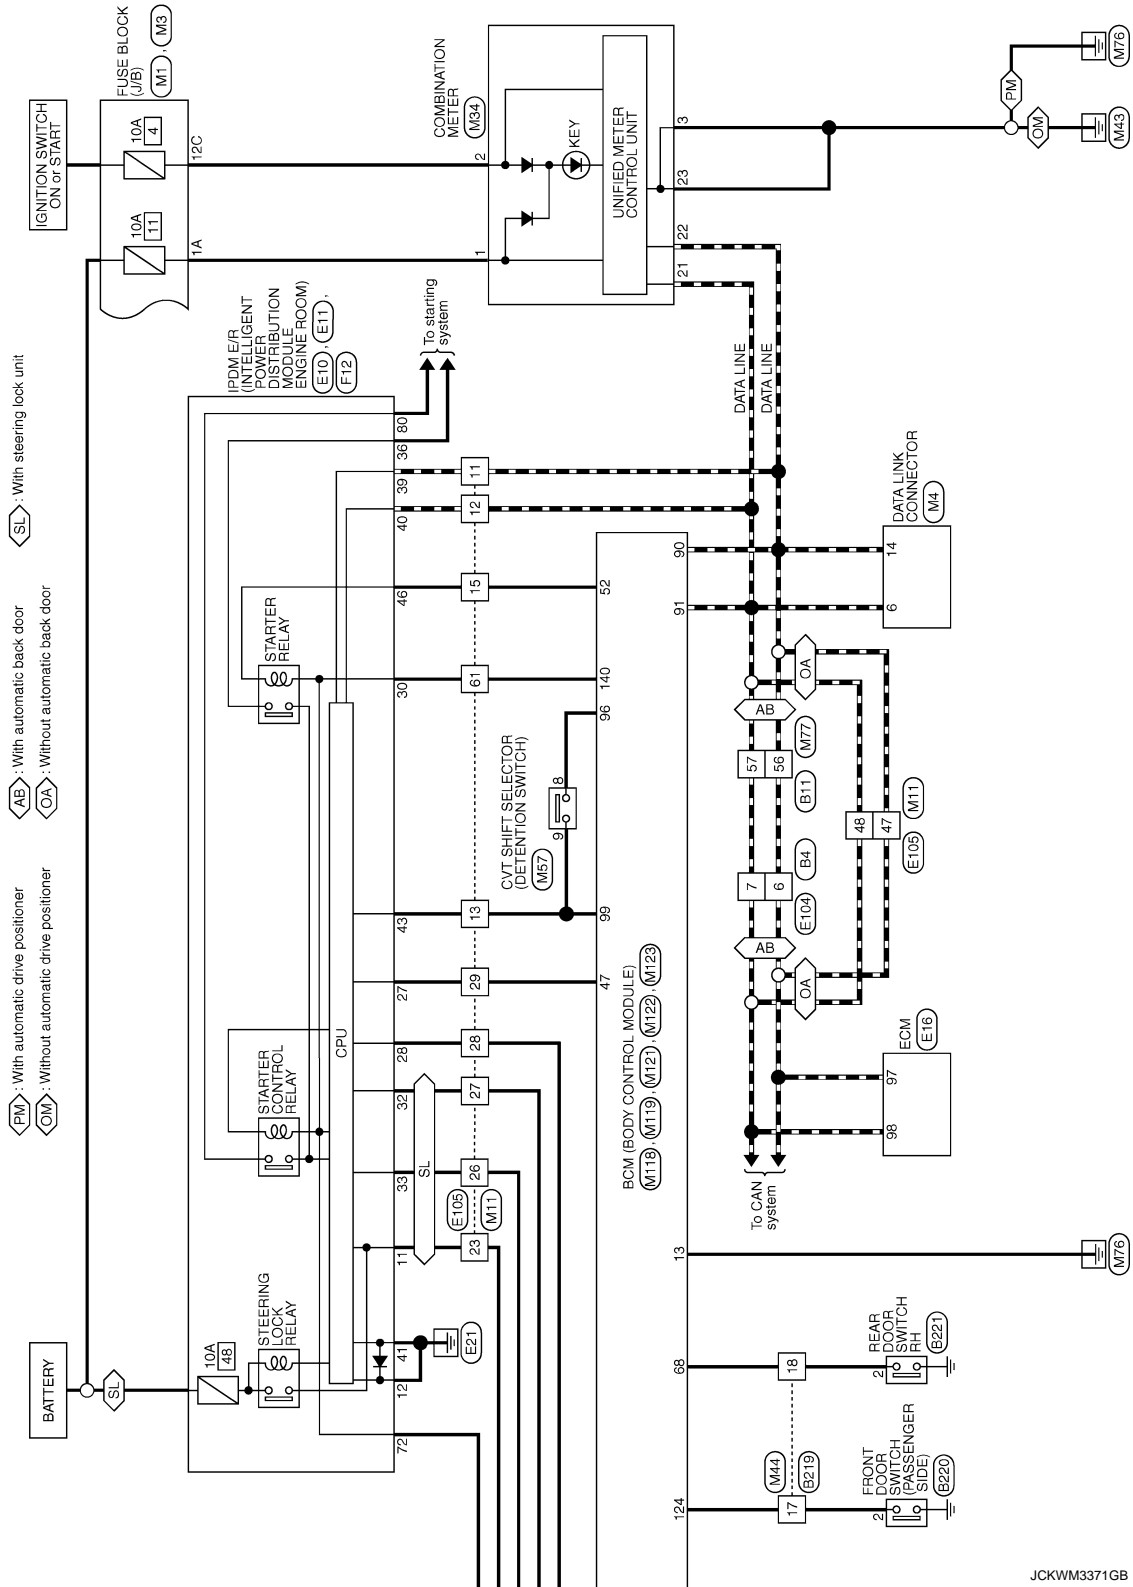 PM : With automatic drive positioner
OM : Without automatic drive positioner
AB : With automatic back door
OA : Without automatic back door
SL : With steering lock unit
BATTERY
SL
IGNITION SWITCH
ON or START
FUSE BLOCK
(J/B)
M1 , M3
10A
11
10A
4
1A
12C
10A
48
STEERING
LOCK
RELAY
STARTER
CONTROL
RELAY
STARTER
RELAY
CPU
IPDM E/R
(INTELLIGENT
POWER
DISTRIBUTION
MODULE
ENGINE ROOM)
E10 , E11 ,
F12
72
12
41
11
33
32
28
27
43
30
46
40
39
36
80
To starting
system
E21
SL
E105
M11
23
26
27
28
29
13
61
15
12
11
COMBINATION
METER
M34
1
2
KEY
UNIFIED METER
CONTROL UNIT
21
22
23
3
PM
OM
M76
M43
CVT SHIFT SELECTOR
(DETENTION SWITCH)
M57
9
8
47
99
96
140
52
BCM (BODY CONTROL MODULE)
M118 , M119 , M121 , M122 , M123
124
68
13
91
90
DATA LINE
DATA LINE
To CAN
system
AB
OA
7
6
E104
B4
57
56
B11
M77
AB
OA
48
47
E105
M11
98
97
ECM
E16
6
14
DATA LINK
CONNECTOR
M4
M76
M44
B219
17
18
2
FRONT
DOOR
SWITCH
(PASSENGER
SIDE)
B220
2
REAR
DOOR
SWITCH
RH
B221
JCKWM3371GB